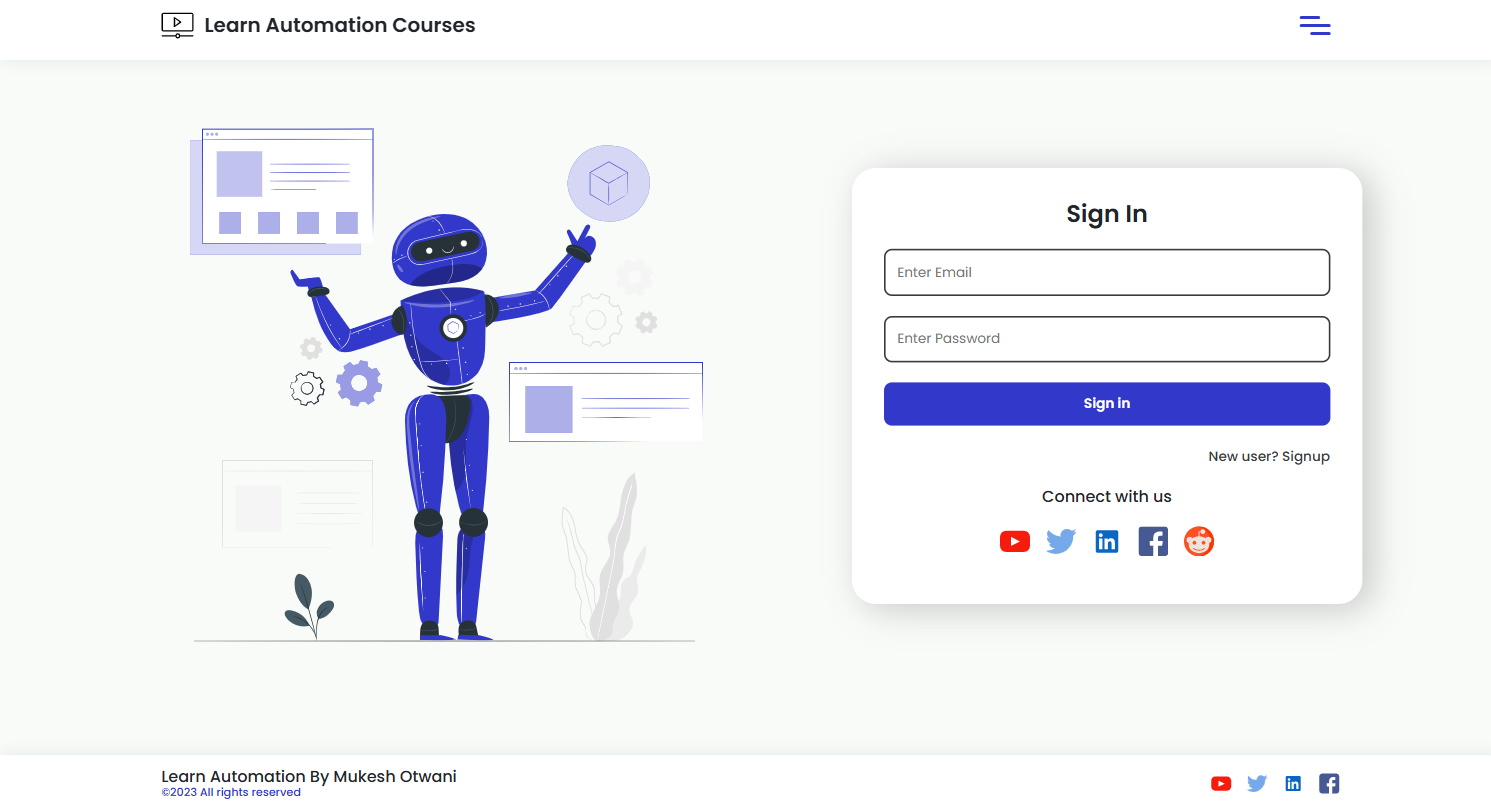 Learn Automation Courses
Sign In
Enter Email
Enter Password
Sign in
New user? Signup
Connect with us
Learn Automation By Mukesh Otwani
©2023 All rights reserved